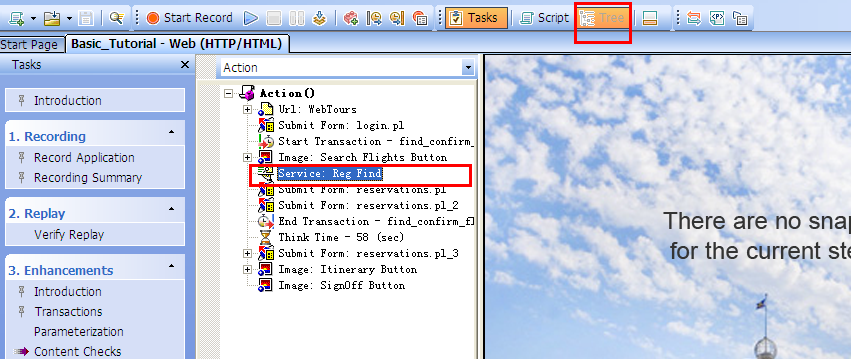 Start Record
Tasks
Script
Tree
Start Page
Basic_Tutorial - Web (HTTP/HTML)
Tasks
Introduction
1. Recording
Record Application
Recording Summary
2. Replay
Verify Replay
3. Enhancements
Introduction
Transactions
Parameterization
Content Checks
Action
Action()
Url: WebTours
Submit Form: login.pl
Start Transaction - find_confirm_
Image: Search Flights Button
Service: Reg Find
Submit Form: reservations.pl
Submit Form: reservations.pl_2
End Transaction - find_confirm_fl
Think Time - 58 (sec)
Submit Form: reservations.pl_3
Image: Itinerary Button
Image: SignOff Button
There are no snap
for the current ste